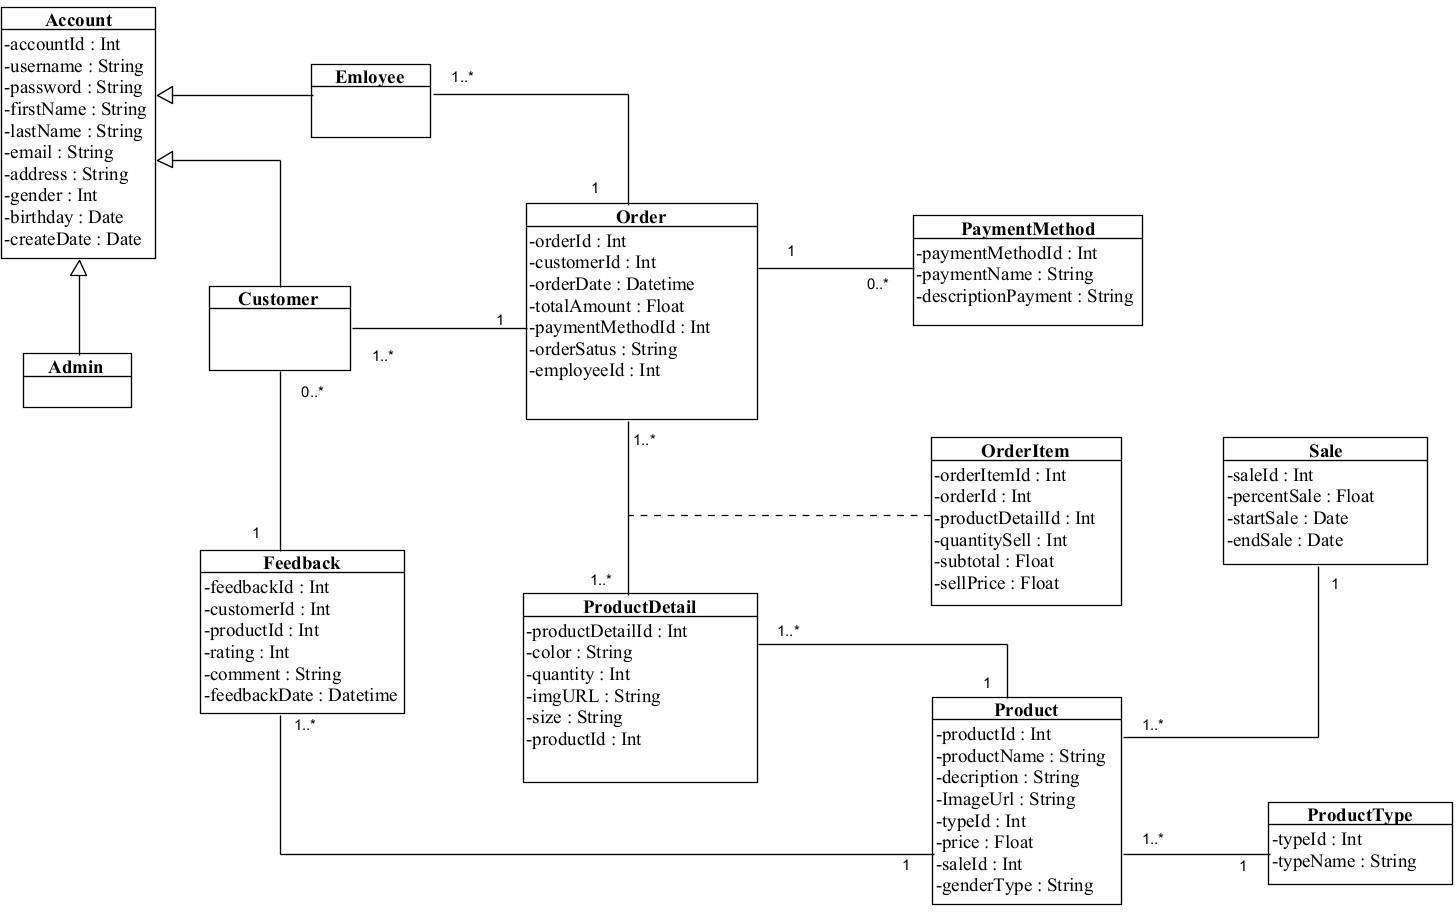 Account
-accountId : Int
-username : String
-password : String
-firstName : String
-lastName : String
-email : String
-address : String
-gender : Int
-birthday : Date
-createDate : Date
Emloyee
1..*
1
Order
-orderId : Int
-customerId : Int
-orderDate : Datetime
-totalAmount : Float
-paymentMethodId : Int
-orderSatus : String
-employeeId : Int
1
0..*
PaymentMethod
-paymentMethodId : Int
-paymentName : String
-descriptionPayment : String
Customer
1
1..*
0..*
Admin
1..*
OrderItem
-orderItemId : Int
-orderId : Int
-productDetailId : Int
-quantitySell : Int
-subtotal : Float
-sellPrice : Float
Sale
-saleId : Int
-percentSale : Float
-startSale : Date
-endSale : Date
1
1
Feedback
-feedbackId : Int
-customerId : Int
-productId : Int
-rating : Int
-comment : String
-feedbackDate : Datetime
1..*
1..*
ProductDetail
-productDetailId : Int
-color : String
-quantity : Int
-imgURL : String
-size : String
-productId : Int
1..*
1
Product
-productId : Int
-productName : String
-decription : String
-ImageUrl : String
-typeId : Int
-price : Float
-saleId : Int
-genderType : String
1..*
1..*
1
1
ProductType
-typeId : Int
-typeName : String